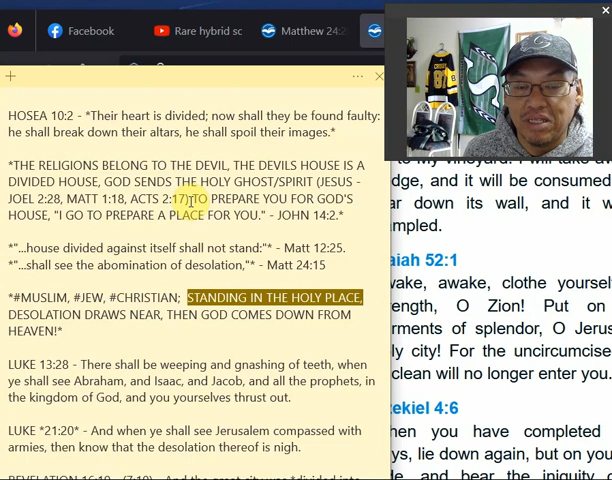 Facebook
Rare hybrid sc
Matthew 24:2
HOSEA 10:2 - *Their heart is divided; now shall they be found faulty:
he shall break down their altars, he shall spoil their images.*
*THE RELIGIONS BELONG TO THE DEVIL, THE DEVILS HOUSE IS A
DIVIDED HOUSE, GOD SENDS THE HOLY GHOST/SPIRIT (JESUS -
JOEL 2:28, MATT 1:18, ACTS 2:17) TO PREPARE YOU FOR GOD'S
HOUSE, "I GO TO PREPARE A PLACE FOR YOU." - JOHN 14:2.*
*"...house divided against itself shall not stand:"* - Matt 12:25.
*"...shall see the abomination of desolation,"* - Matt 24:15
*#MUSLIM, #JEW, #CHRISTIAN; STANDING IN THE HOLY PLACE,
DESOLATION DRAWS NEAR, THEN GOD COMES DOWN FROM
HEAVEN!*
LUKE 13:28 - There shall be weeping and gnashing of teeth, when
ye shall see Abraham, and Isaac, and Jacob, and all the prophets, in
the kingdom of God, and you yourselves thrust out.
LUKE *21:20* - And when ye shall see Jerusalem compassed with
armies, then know that the desolation thereof is nigh.
to My vineyard: I will take a
dge, and it will be consumed
ar down its wall, and it w
mpled.
aiah 52:1
wake, awake, clothe yourse
rength, O Zion! Put on
rments of splendor, O Jerus
ly city! For the uncircumcise
clean will no longer enter you.
ekiel 4:6
hen you have completed
ys, lie down again, but on you
and bear the iniquity o